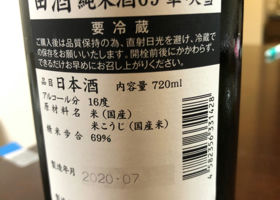 田酒 純米酒
要冷蔵
ご購入後は品質保持の為、直射日光を避け、冷蔵で
の保存をお願いいたします。開栓前後にかかわらず、
できるだけお早めにお召し上がりください。
品目 日本酒 内容量 720ml
アルコール分 16度
原材料名 米(国産)
米こうじ(国産米)
精米歩合 69%
製造年月 2020-07
4582356331428